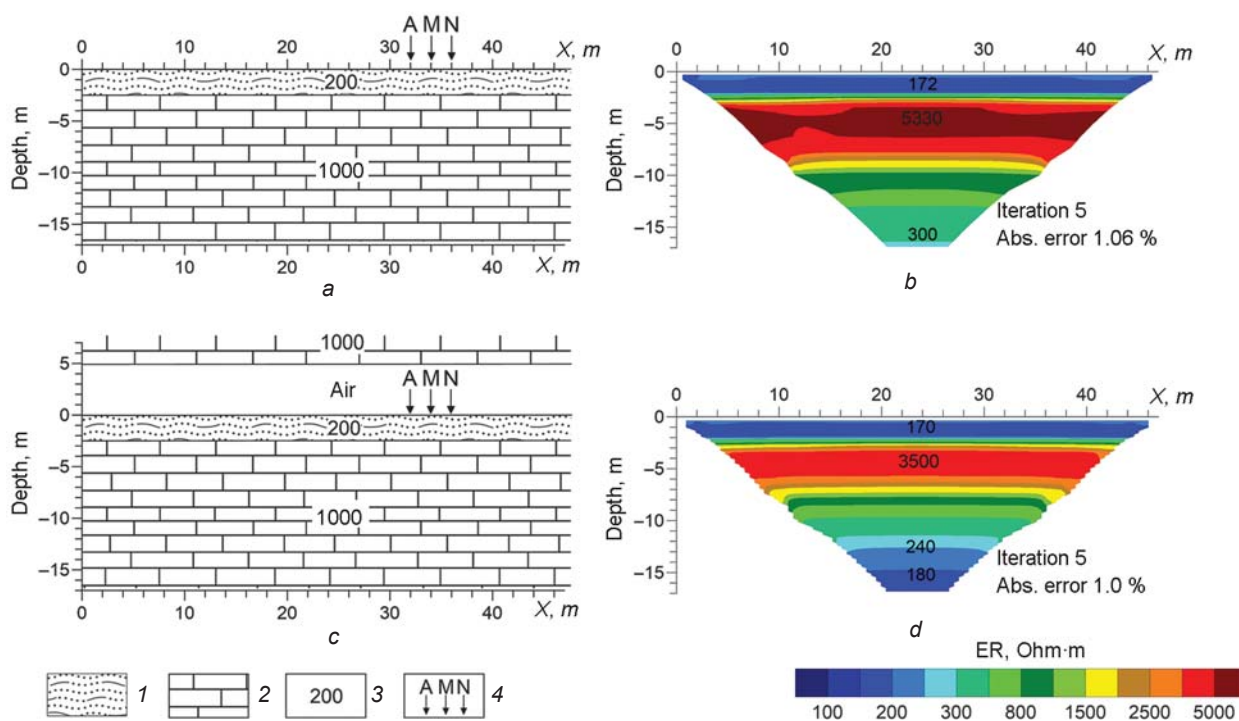 A M N
0 10 20 30 40 X, m
0
–5
–10
–15
Depth, m
200
1000
0 10 20 30 40 X, m
a
0 10 20 30 40 X, m
0
–5
–10
–15
Depth, m
172
5330
300
Iteration 5
Abs. error 1.06 %
b
1000
5
0
–5
–10
–15
Depth, m
Air
A M N
200
1000
0 10 20 30 40
X, m
c
0 10 20 30 40 X, m
0
–5
–10
–15
Depth, m
170
3500
240
180
Iteration 5
Abs. error 1.0 %
d
1
2
200 3
A M N 4
ER, Ohm·m
100 200 300 800 1500 2500 5000